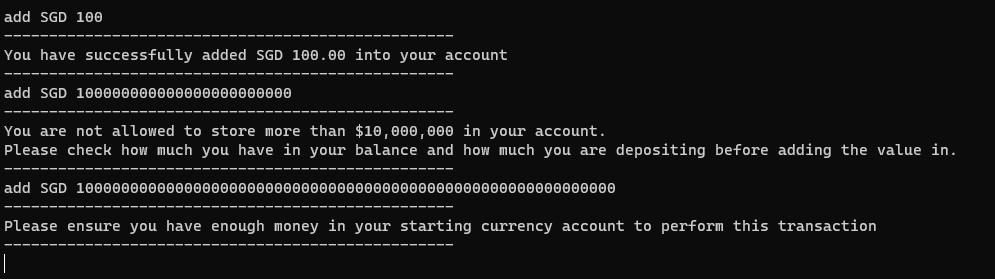 add SGD 100
--------------------------------------------------
You have successfully added SGD 100.00 into your account
--------------------------------------------------
add SGD 100000000000000000000000
--------------------------------------------------
You are not allowed to store more than $10,000,000 in your account.
Please check how much you have in your balance and how much you are depositing before adding the value in.
--------------------------------------------------
add SGD 100000000000000000000000000000000000000000000000000000000000
--------------------------------------------------
Please ensure you have enough money in your starting currency account to perform this transaction
--------------------------------------------------